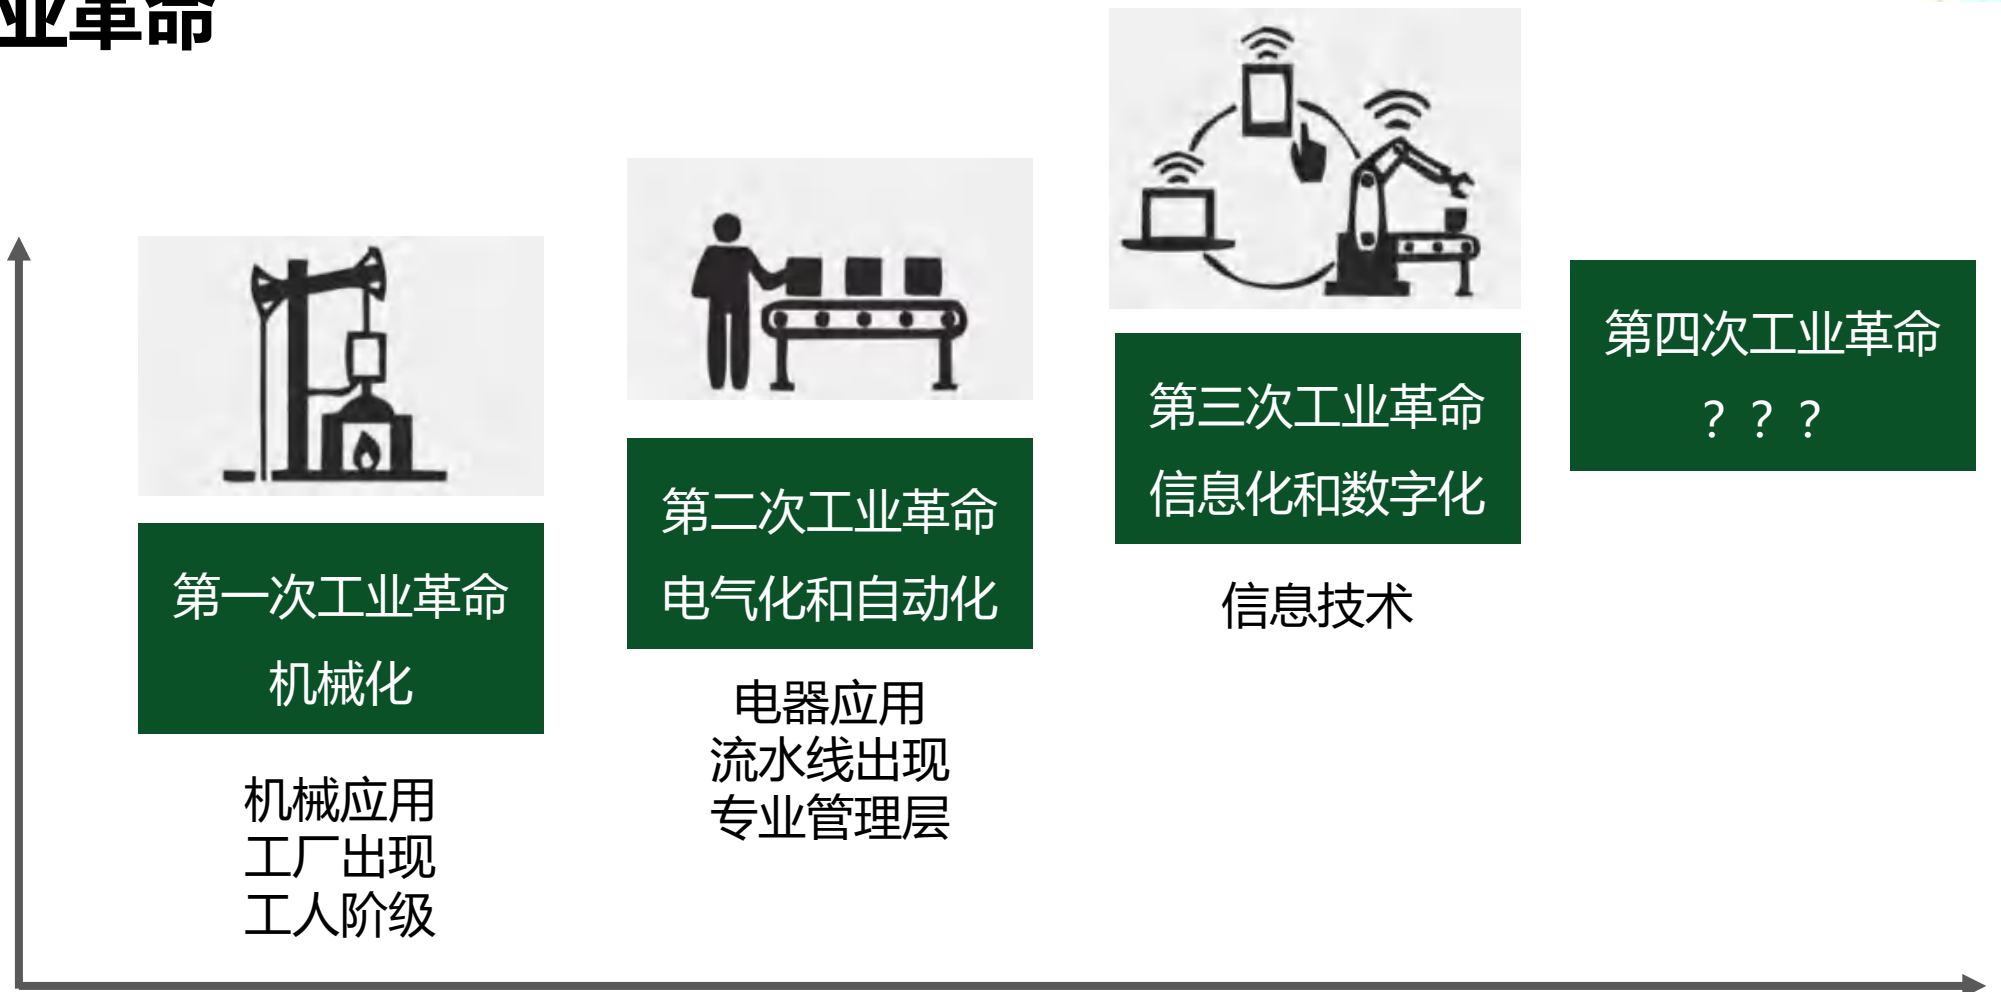 业革命
第一次工业革命
机械化
机械应用
工厂出现
工人阶级
第二次工业革命
电气化和自动化
电器应用
流水线出现
专业管理层
第三次工业革命
信息化和数字化
信息技术
第四次工业革命
？？？